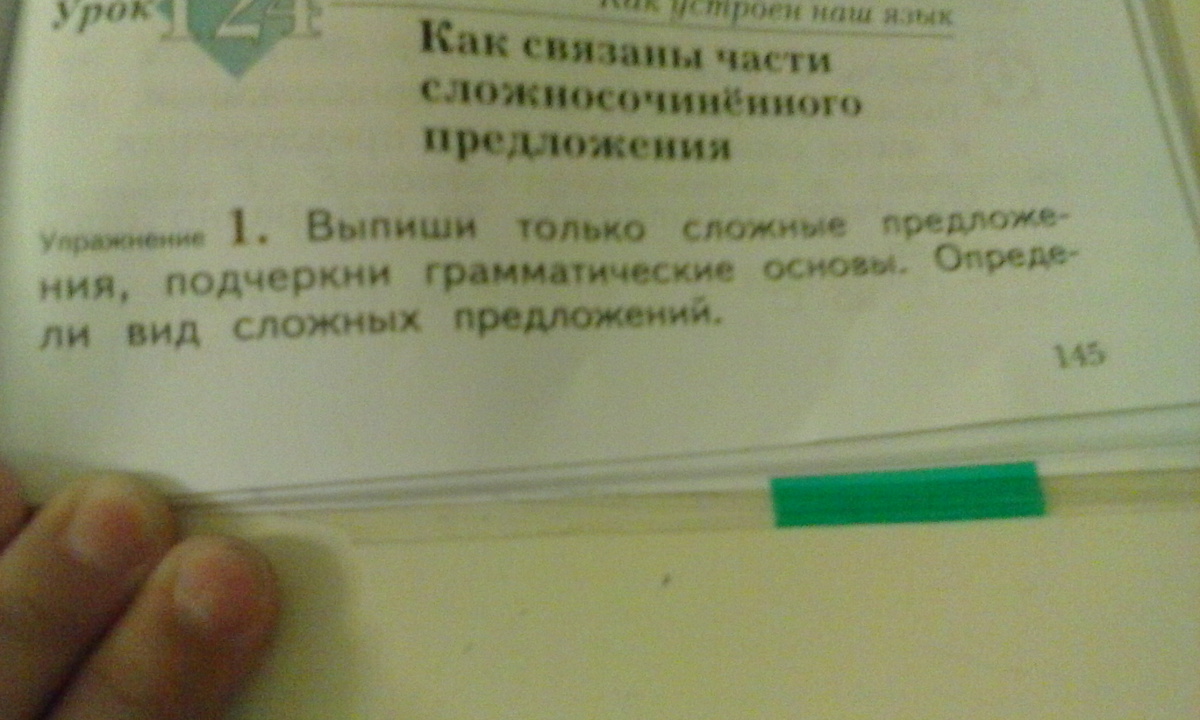 Урок 124
Как устроен наш язык
Как связаны части
сложносочинённого
предложения
Упражнение 1. Выпиши только сложные предложе-
ния, подчеркни грамматические основы. Опреде-
ли вид сложных предложений.
145